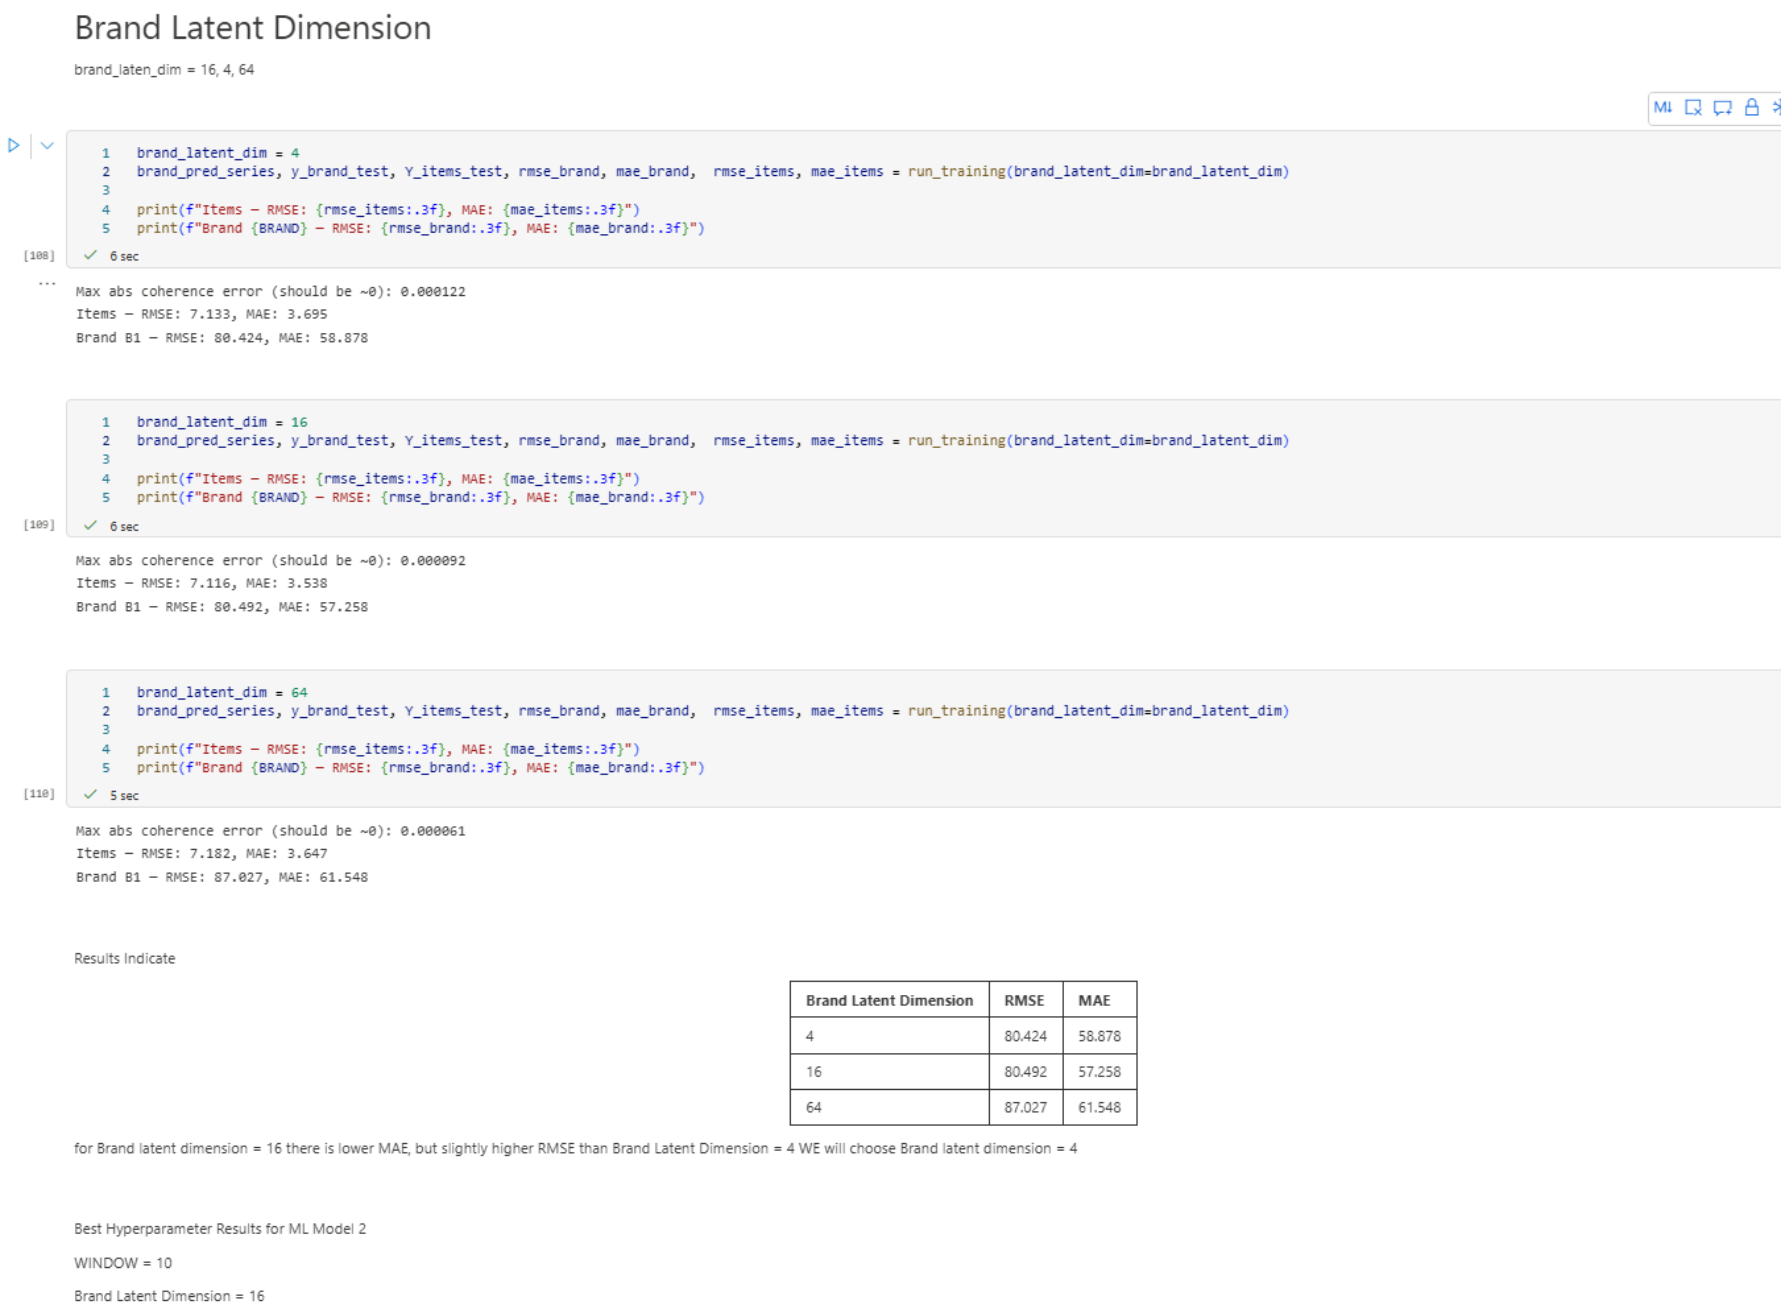 Brand Latent Dimension
brand_laten_dim = 16, 4, 64
M↓
1 brand_latent_dim = 4
2 brand_pred_series, y_brand_test, Y_items_test, rmse_brand, mae_brand,  rmse_items, mae_items = run_training(brand_latent_dim=brand_latent_dim)
3
4 print(f"Items — RMSE: {rmse_items:.3f}, MAE: {mae_items:.3f}")
5 print(f"Brand {BRAND} — RMSE: {rmse_brand:.3f}, MAE: {mae_brand:.3f}")
[108] ✓ 6 sec
...
Max abs coherence error (should be ~0): 0.000122
Items — RMSE: 7.133, MAE: 3.695
Brand B1 — RMSE: 80.424, MAE: 58.878
1 brand_latent_dim = 16
2 brand_pred_series, y_brand_test, Y_items_test, rmse_brand, mae_brand,  rmse_items, mae_items = run_training(brand_latent_dim=brand_latent_dim)
3
4 print(f"Items — RMSE: {rmse_items:.3f}, MAE: {mae_items:.3f}")
5 print(f"Brand {BRAND} — RMSE: {rmse_brand:.3f}, MAE: {mae_brand:.3f}")
[109] ✓ 6 sec
Max abs coherence error (should be ~0): 0.000092
Items — RMSE: 7.116, MAE: 3.538
Brand B1 — RMSE: 80.492, MAE: 57.258
1 brand_latent_dim = 64
2 brand_pred_series, y_brand_test, Y_items_test, rmse_brand, mae_brand,  rmse_items, mae_items = run_training(brand_latent_dim=brand_latent_dim)
3
4 print(f"Items — RMSE: {rmse_items:.3f}, MAE: {mae_items:.3f}")
5 print(f"Brand {BRAND} — RMSE: {rmse_brand:.3f}, MAE: {mae_brand:.3f}")
[110] ✓ 5 sec
Max abs coherence error (should be ~0): 0.000061
Items — RMSE: 7.182, MAE: 3.647
Brand B1 — RMSE: 87.027, MAE: 61.548
Results Indicate
Brand Latent Dimension RMSE MAE
4 80.424 58.878
16 80.492 57.258
64 87.027 61.548
for Brand latent dimension = 16 there is lower MAE, but slightly higher RMSE than Brand Latent Dimension = 4 WE will choose Brand latent dimension = 4
Best Hyperparameter Results for ML Model 2
WINDOW = 10
Brand Latent Dimension = 16